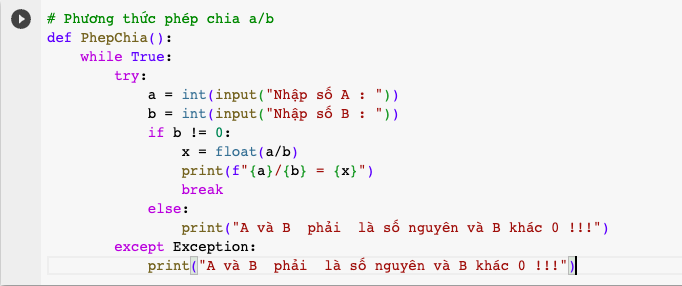 # Phương thức phép chia a/b
def PhepChia():
    while True:
        try:
            a = int(input("Nhập số A : "))
            b = int(input("Nhập số B : "))
            if b != 0:
                x = float(a/b)
                print(f"{a}/{b} = {x}")
                break
            else:
                print("A và B  phải  là số nguyên và B khác 0 !!!")
        except Exception:
            print("A và B  phải  là số nguyên và B khác 0 !!!")